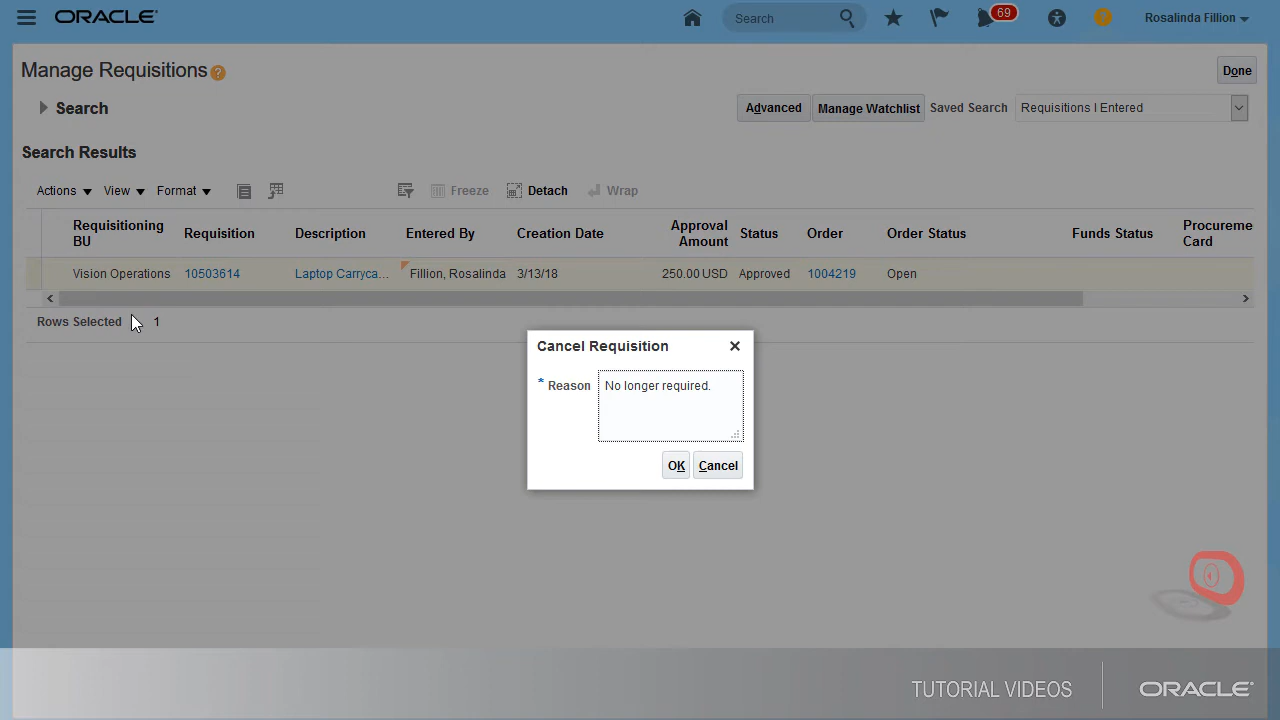 ORACLE
Search
69
?
Rosalinda Fillion
Manage Requisitions ?
Done
Search
Advanced
Manage Watchlist
Saved Search
Requisitions I Entered
Search Results
Actions
View
Format
Freeze
Detach
Wrap
Requisitioning BU
Requisition
Description
Entered By
Creation Date
Approval Amount
Status
Order
Order Status
Funds Status
Procureme Card
Vision Operations
10503614
Laptop Carryca...
Fillion, Rosalinda
3/13/18
250.00 USD
Approved
1004219
Open
Rows Selected 1
Cancel Requisition
* Reason
No longer required.
OK
Cancel
TUTORIAL VIDEOS
ORACLE